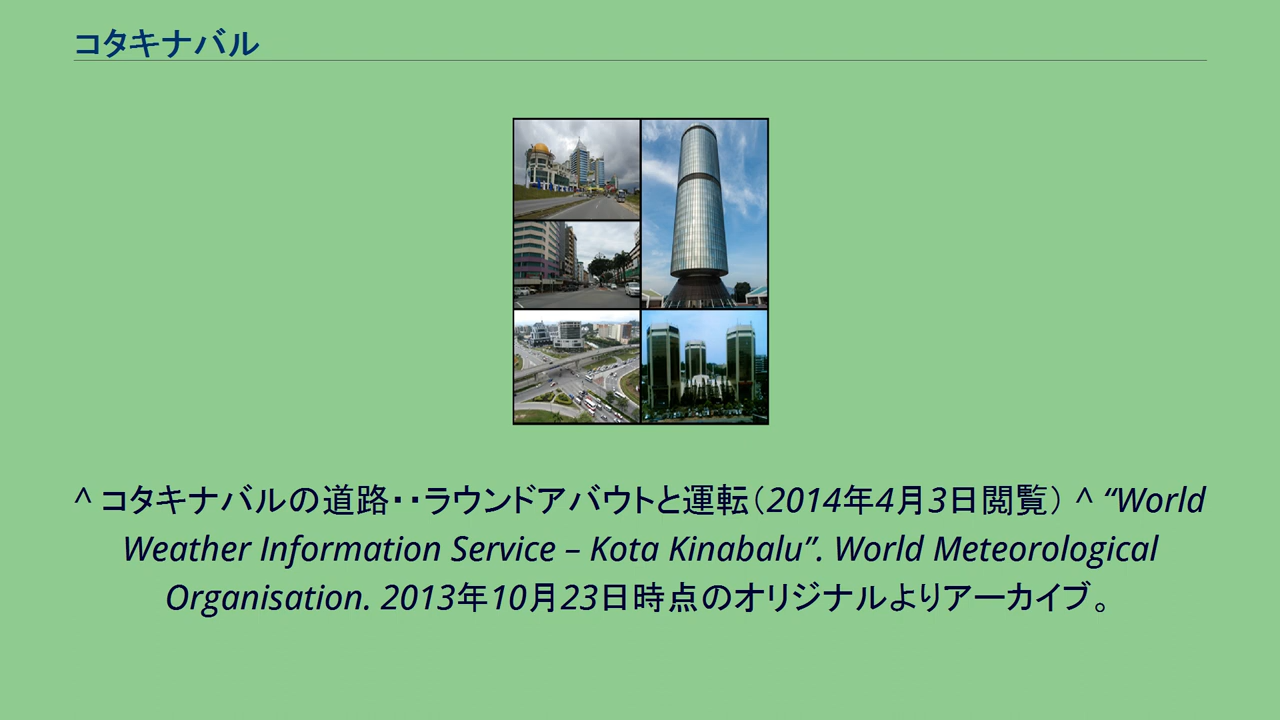 コタキナバル
^ コタキナバルの道路・・ラウンドアバウトと運転（2014年4月3日閲覧） ^ “World
Weather Information Service – Kota Kinabalu”. World Meteorological
Organisation. 2013年10月23日時点のオリジナルよりアーカイブ。